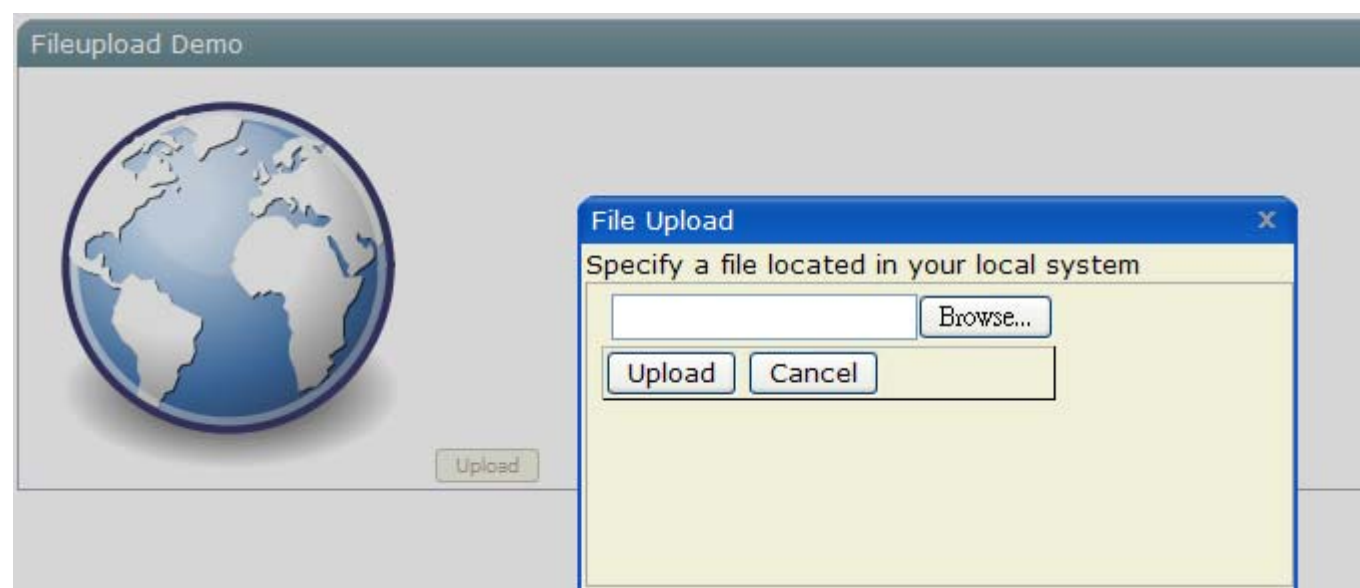 Fileupload Demo
File Upload
x
Specify a file located in your local system
Browse...
Upload Cancel
Upload